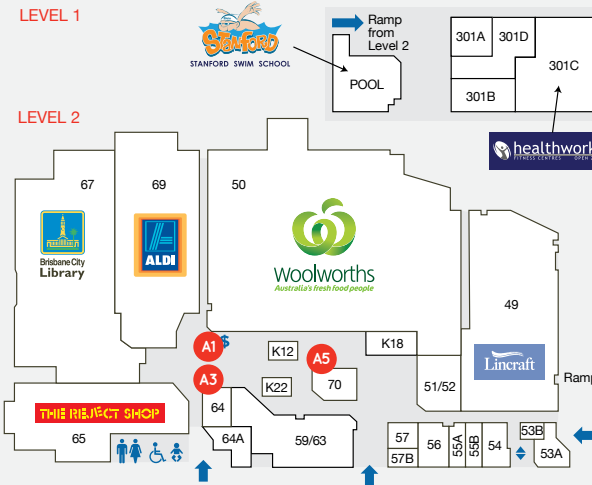 LEVEL 1
STANFORD
STANFORD SWIM SCHOOL
Ramp
from
Level 2
POOL
301A
301D
301C
301B
healthwork
FITNESS CENTRES OPEN 2
LEVEL 2
67
69
50
Brisbane City
Library
ALDI
Woolworths
Australia's fresh food people
49
Lincraft
A1
$
K12
K18
A5
A3
K22
70
51/52
Ramp
THE REJECT SHOP
65
64
64A
59/63
57
57B
56
55A
55B
54
53B
53A